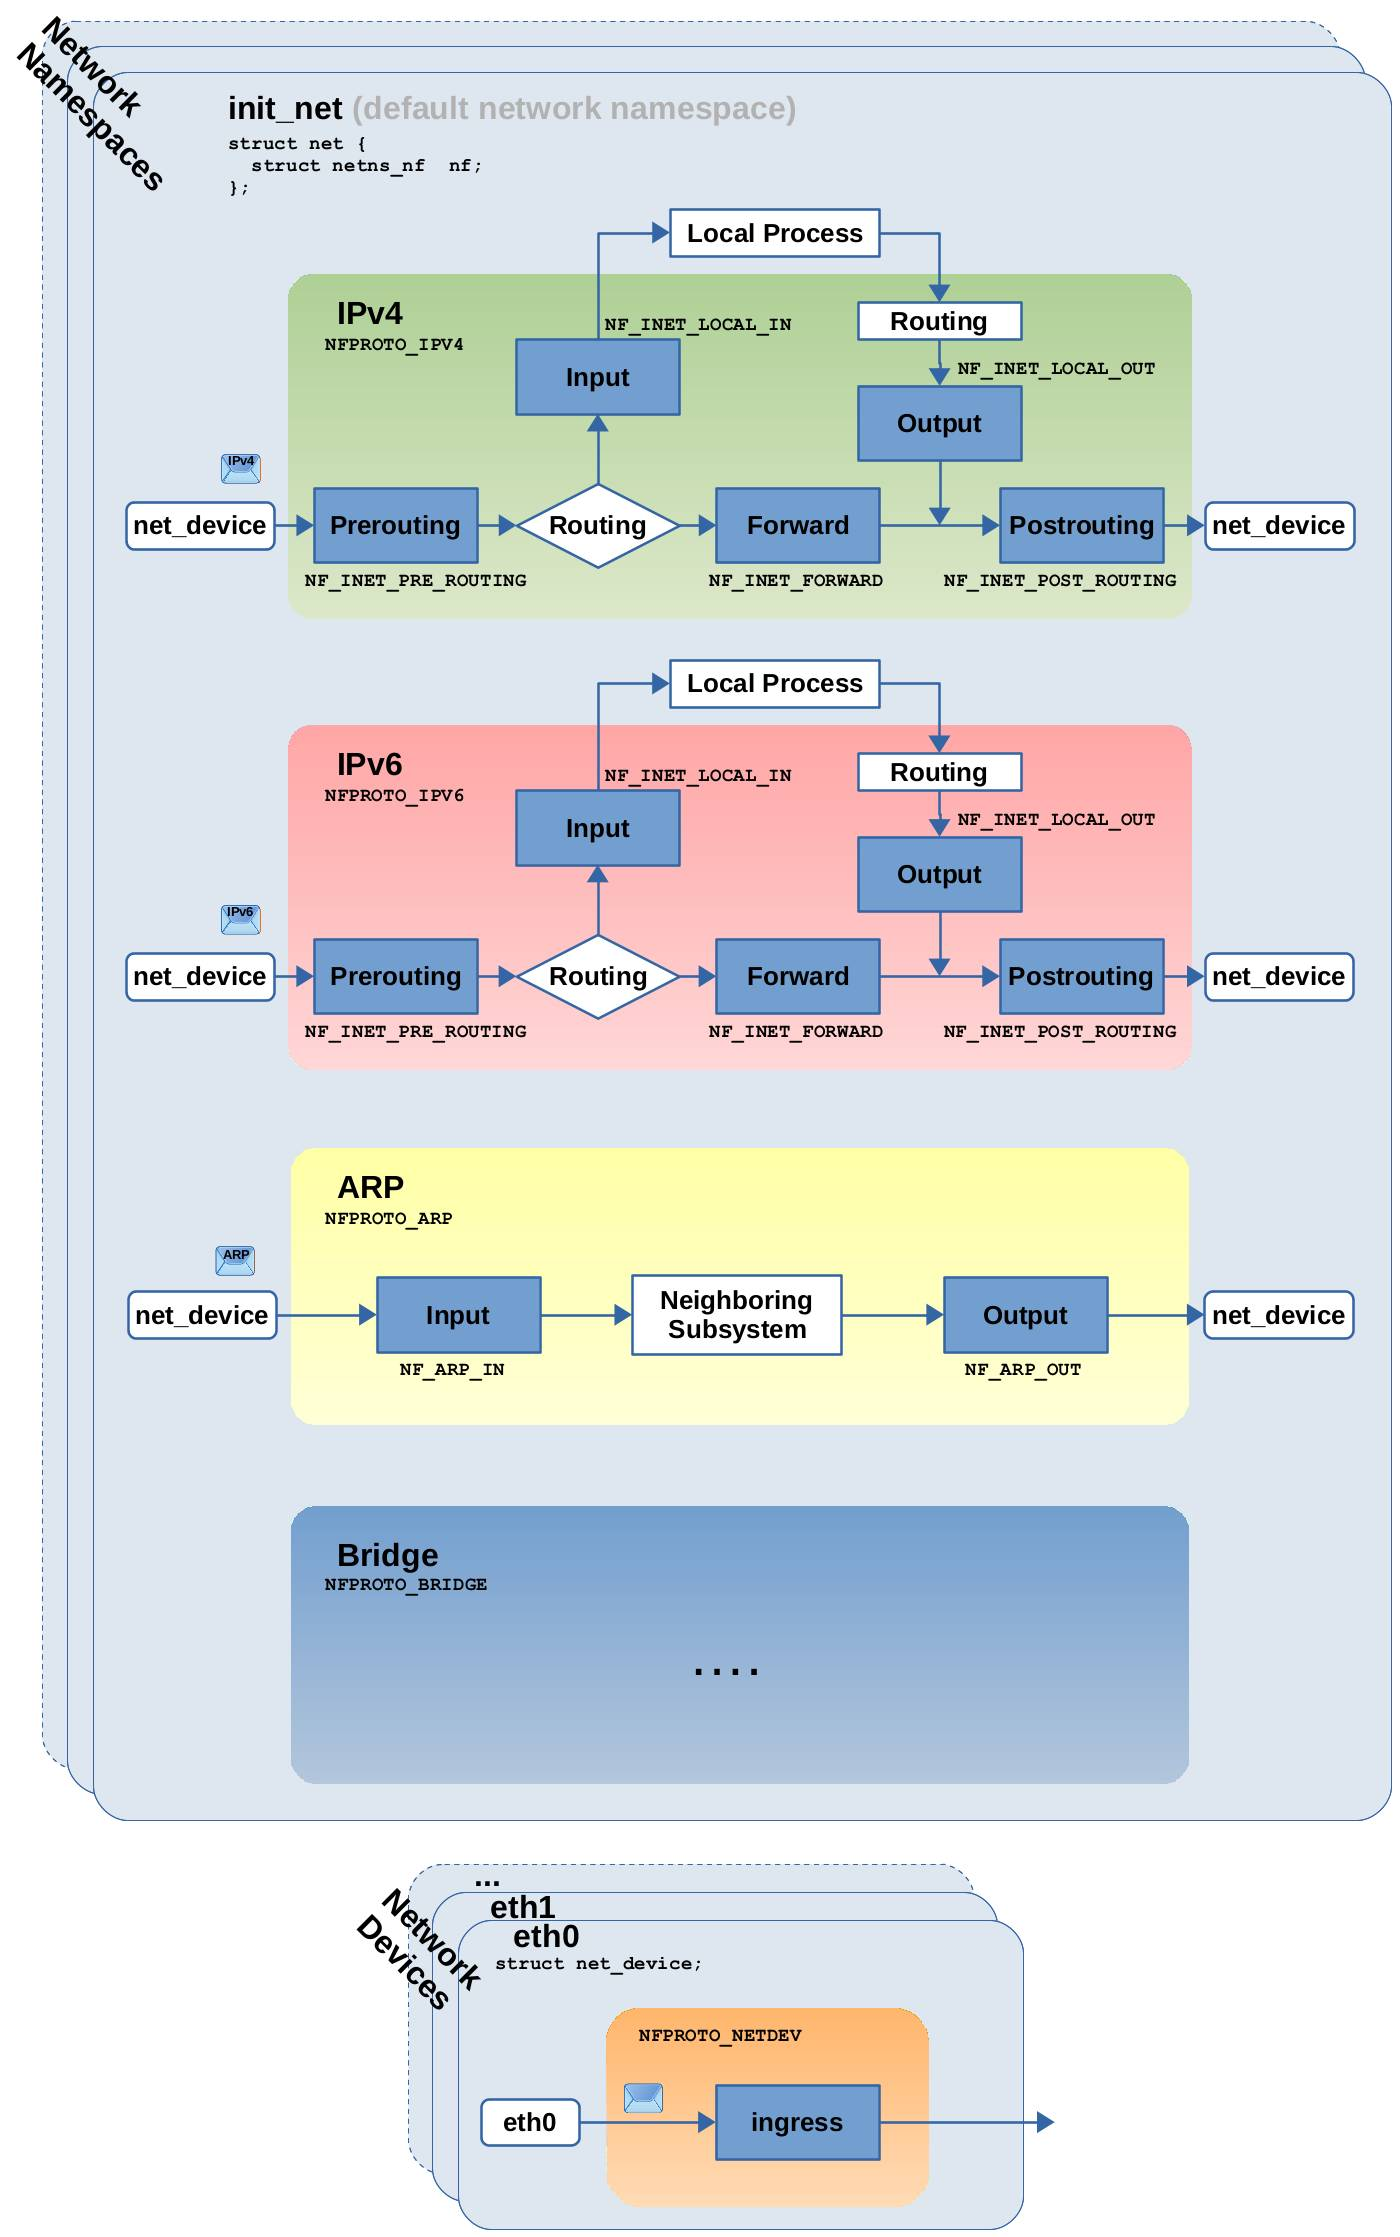 Network
Namespaces
init_net (default network namespace)
struct net {
struct netns_nf nf;
};
Local Process
IPv4
NFPROTO_IPV4
NF_INET_LOCAL_IN
Routing
Input
NF_INET_LOCAL_OUT
Output
IPv4
net_device
Prerouting
Routing
Forward
Postrouting
net_device
NF_INET_PRE_ROUTING
NF_INET_FORWARD
NF_INET_POST_ROUTING
Local Process
IPv6
NFPROTO_IPV6
NF_INET_LOCAL_IN
Routing
Input
NF_INET_LOCAL_OUT
Output
IPv6
net_device
Prerouting
Routing
Forward
Postrouting
net_device
NF_INET_PRE_ROUTING
NF_INET_FORWARD
NF_INET_POST_ROUTING
ARP
NFPROTO_ARP
ARP
net_device
Input
Neighboring
Subsystem
Output
net_device
NF_ARP_IN
NF_ARP_OUT
Bridge
NFPROTO_BRIDGE
....
Network
Devices
...
eth1
eth0
struct net_device;
NFPROTO_NETDEV
eth0
ingress